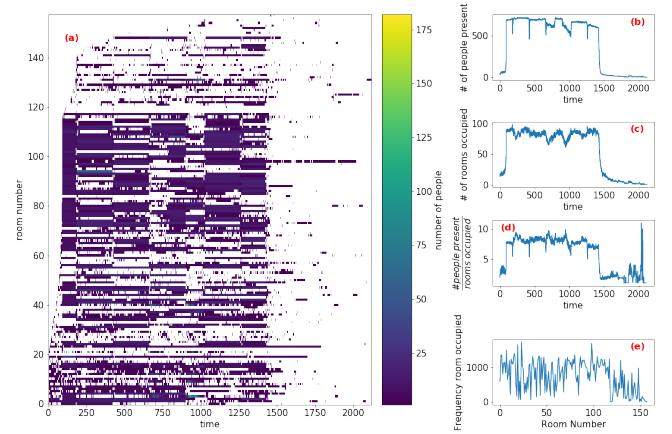 (a)
room number
140
120
100
80
60
40
20
0
0 250 500 750 1000 1250 1500 1750 2000
time
175
150
125
100
75
50
25
number of people
(b)
# of people present
500
0
0 500 1000 1500 2000
time
(c)
# of rooms occupied
100
50
0
0 500 1000 1500 2000
time
(d)
#people present
rooms occupied
10
5
0 500 1000 1500 2000
time
(e)
Frequency room occupied
1000
0
0 50 100 150
Room Number